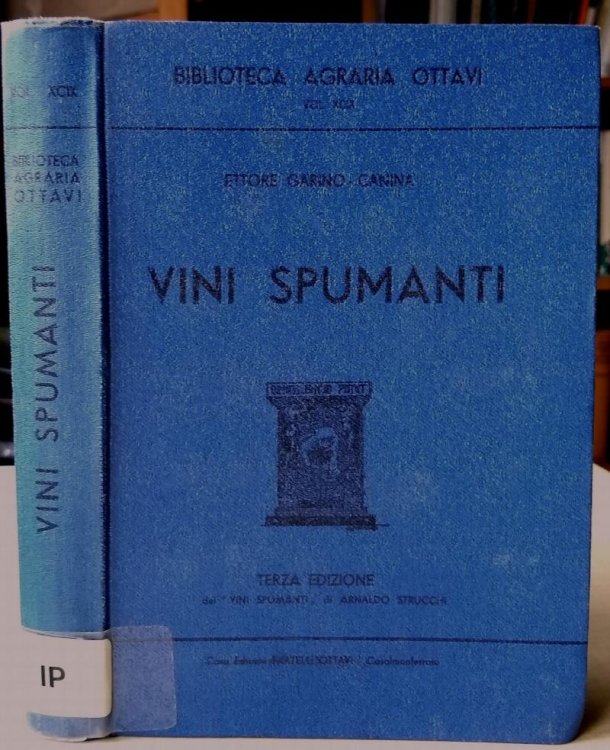 VOL. XCIX
BIBLIOTECA
AGRARIA
OTTAVI
VINI SPUMANTI
IP
BIBLIOTECA AGRARIA OTTAVI
VOL. XCIX
ETTORE GARINO-CANINA
VINI SPUMANTI
TERZA EDIZIONE
dei "VINI SPUMANTI" di ARNALDO STRUCCHI
Casa Editrice FRATELLI OTTAVI - Casalmonferrato